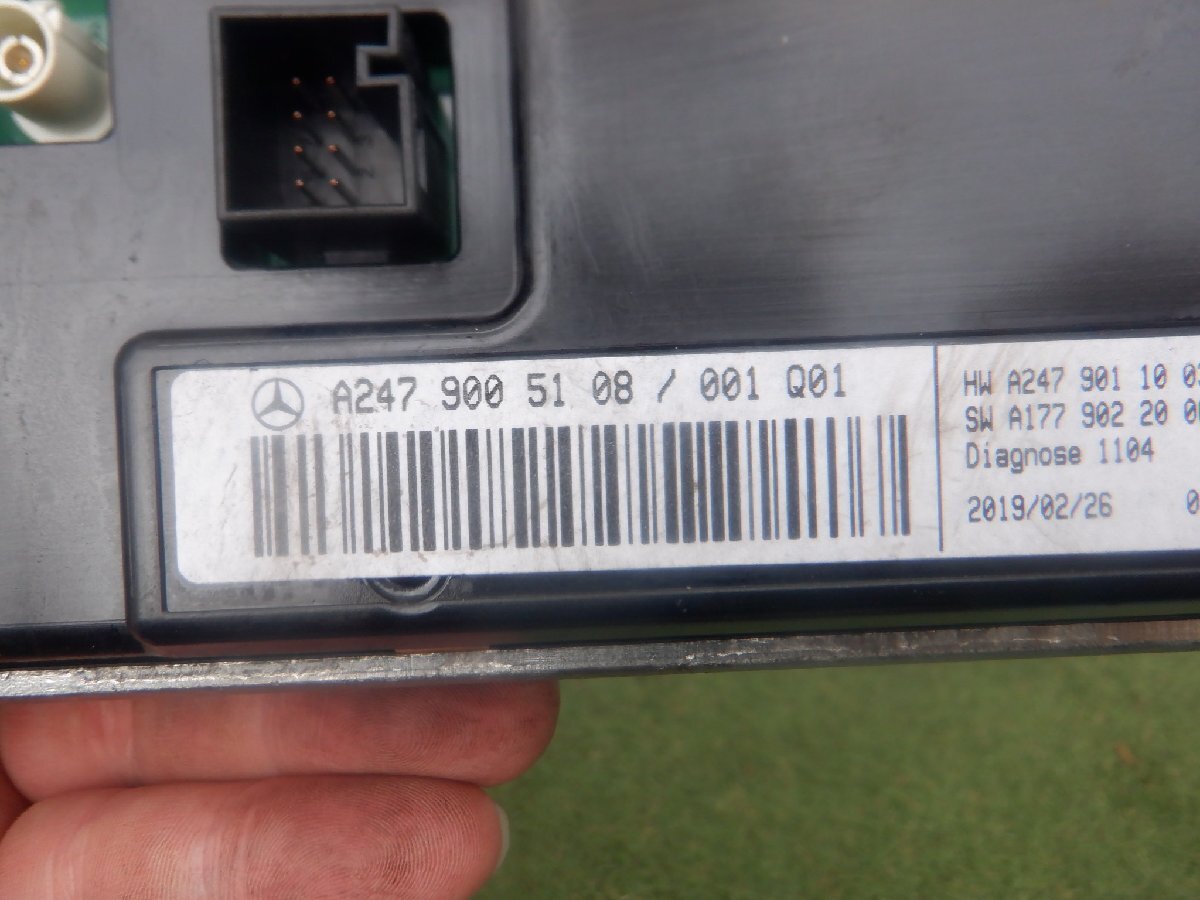 A247 900 51 08 / 001 Q01
HW A247 901 10
SW A177 902 20
Diagnose 1104
2019/02/26